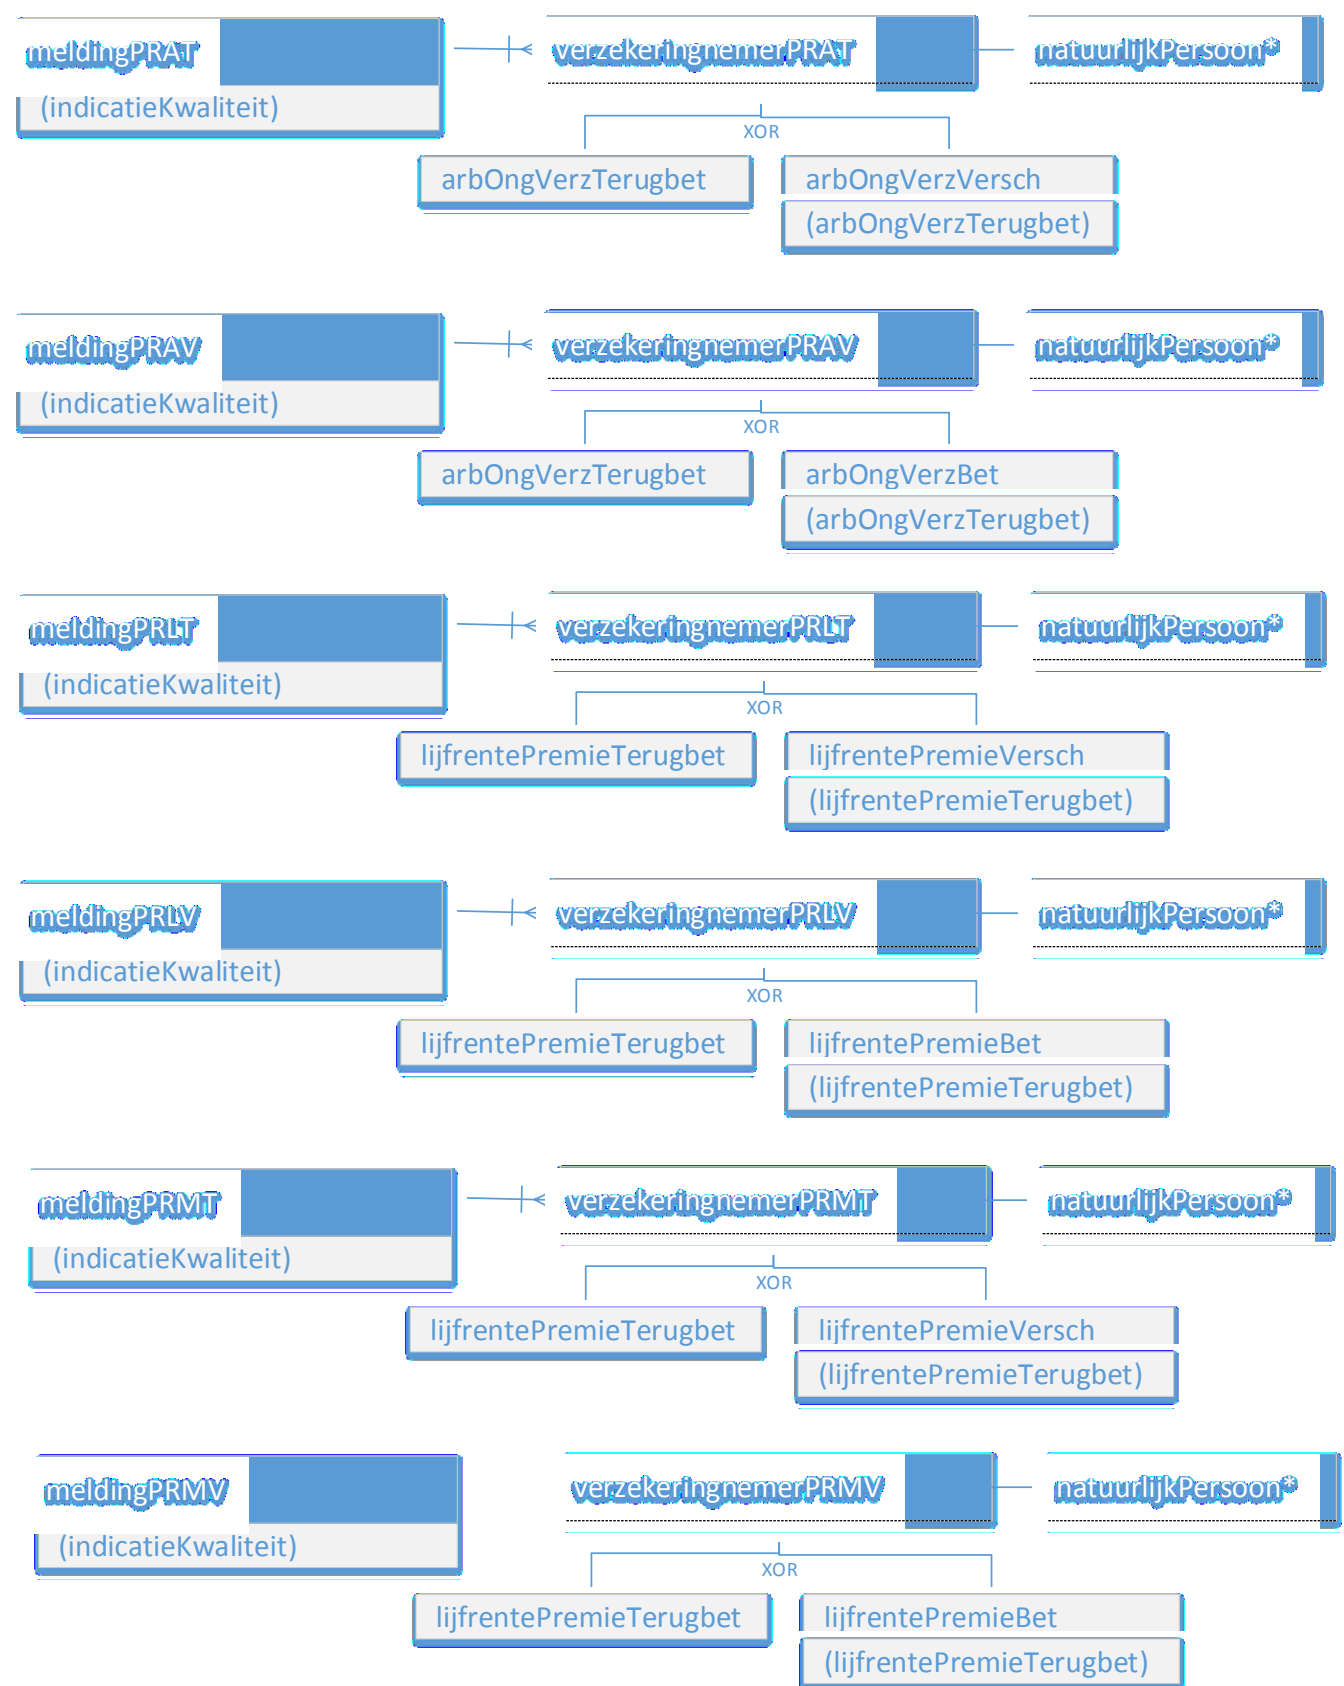 meldingPRAT verzekeringnemerPRAT natuurlijkPersoon*
(indicatieKwaliteit)
XOR
arbOngVerzTerugbet arbOngVerzVersch
(arbOngVerzTerugbet)
meldingPRAV verzekeringnemerPRAV natuurlijkPersoon*
(indicatieKwaliteit)
XOR
arbOngVerzTerugbet arbOngVerzBet
(arbOngVerzTerugbet)
meldingPRLT verzekeringnemerPRLT natuurlijkPersoon*
(indicatieKwaliteit)
XOR
lijfrentePremieTerugbet lijfrentePremieVersch
(lijfrentePremieTerugbet)
meldingPRLV verzekeringnemerPRLV natuurlijkPersoon*
(indicatieKwaliteit)
XOR
lijfrentePremieTerugbet lijfrentePremieBet
(lijfrentePremieTerugbet)
meldingPRMT verzekeringnemerPRMT natuurlijkPersoon*
(indicatieKwaliteit)
XOR
lijfrentePremieTerugbet lijfrentePremieVersch
(lijfrentePremieTerugbet)
meldingPRMV verzekeringnemerPRMV natuurlijkPersoon*
(indicatieKwaliteit)
XOR
lijfrentePremieTerugbet lijfrentePremieBet
(lijfrentePremieTerugbet)